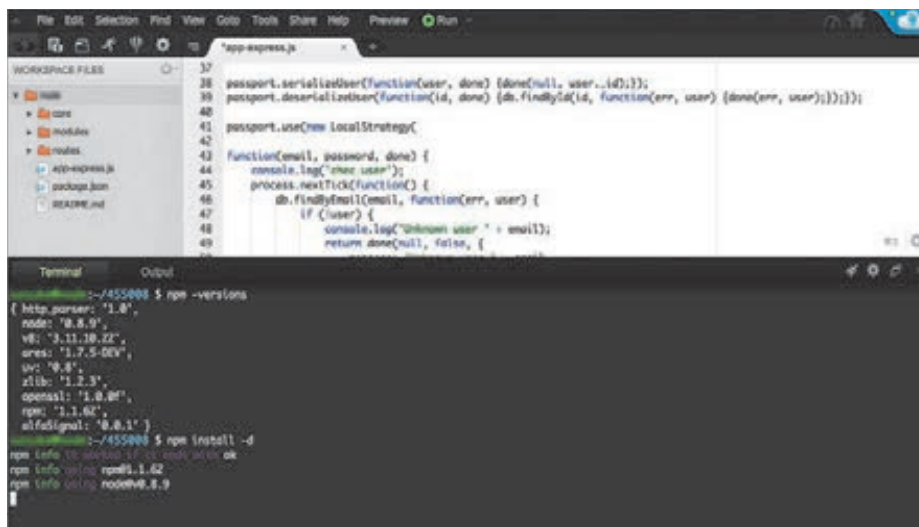 File Edit Selection Find View Goto Tools Share Help Preview Run
*app-express.js ×
WORKSPACE FILES
node
core
modules
routes
app-express.js
package.json
README.md
37
38 passport.serializeUser(function(user, done) {done(null, user._id);});
39 passport.deserializeUser(function(id, done) {db.findById(id, function(err, user) {done(err, user);});});
40
41 passport.use(new LocalStrategy(
42
43 function(email, password, done) {
44 console.log("chec user");
45 process.nextTick(function() {
46 db.findByEmail(email, function(err, user) {
47 if (!user) {
48 console.log("Unknown user " + email);
49 return done(null, false, {
Terminal Output
:~/455008 $ npm -versions
{ http_parser: '1.0',
node: '0.8.9',
v8: '3.11.10.22',
ares: '1.7.5-DEV',
uv: '0.8',
zlib: '1.2.3',
openssl: '1.0.0f',
npm: '1.1.62',
alfaSignal: '0.0.1' }
:~/455008 $ npm install -d
npm info it worked if it ends with ok
npm info using npm@1.1.62
npm info using node@v0.8.9